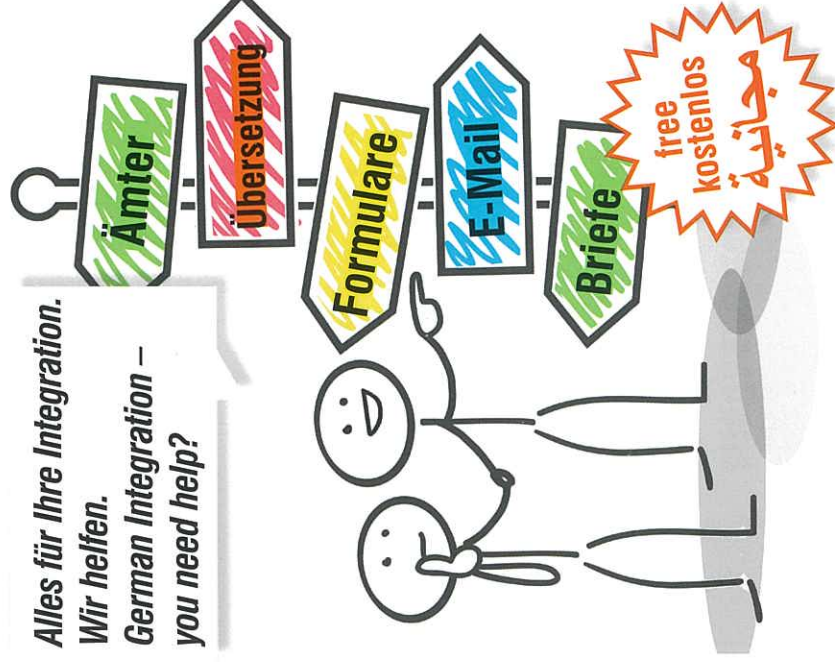 Alles für Ihre Integration.
Wir helfen.
German Integration –
you need help?
Ämter
Übersetzung
Formulare
E-Mail
Briefe
free
kostenlos
مجانية